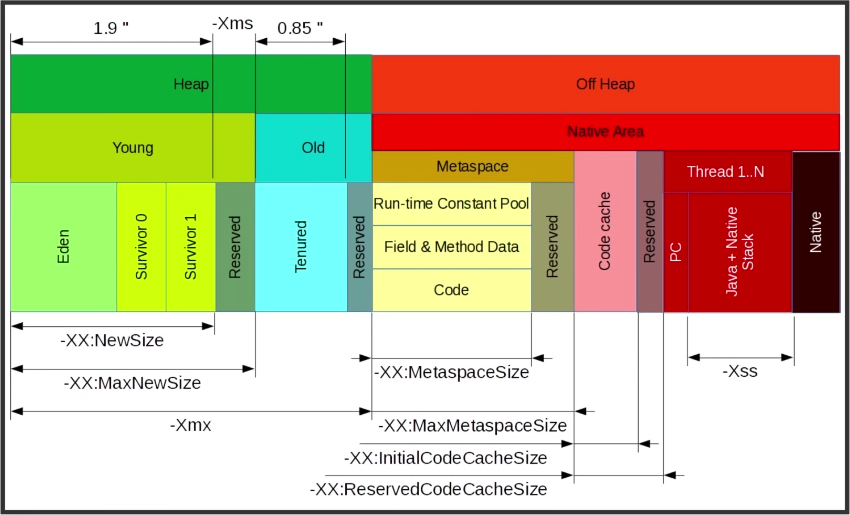 -Xms
1.9 "
0.85 "
Heap
Off Heap
Native Area
Young
Old
Metaspace
Thread 1..N
Eden
Survivor 0
Survivor 1
Reserved
Tenured
Reserved
Run-time Constant Pool
Field & Method Data
Code
Reserved
Code cache
Reserved
PC
Java + Native
Stack
Native
-XX:NewSize
-XX:MaxNewSize
-XX:MetaspaceSize
-Xss
-Xmx
-XX:MaxMetaspaceSize
-XX:InitialCodeCacheSize
-XX:ReservedCodeCacheSize